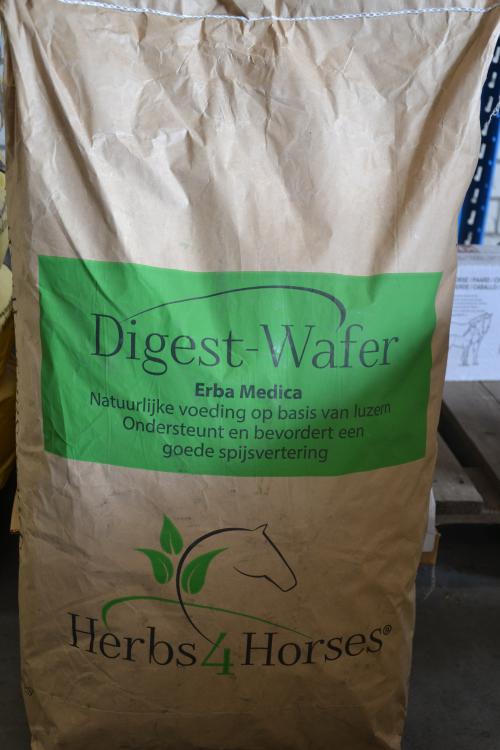 Digest-Wafer
Erba Medica
Natuurlijke voeding op basis van luzern
Ondersteunt en bevordert een
goede spijsvertering
Herbs4Horses®